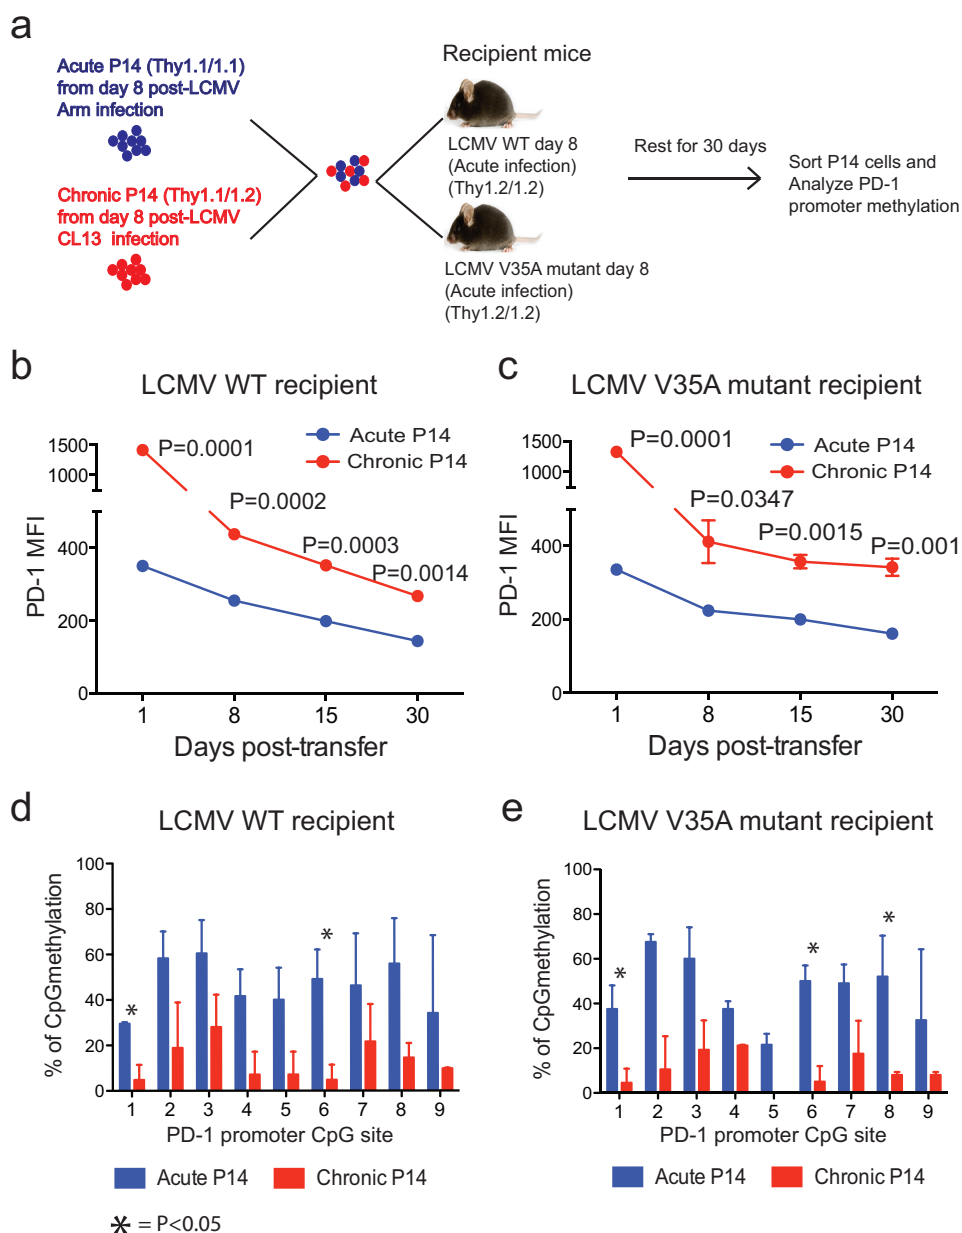 a
Acute P14 (Thy1.1/1.1)
from day 8 post-LCMV
Arm infection
Chronic P14 (Thy1.1/1.2)
from day 8 post-LCMV
CL13 infection
Recipient mice
LCMV WT day 8
(Acute infection)
(Thy1.2/1.2)
LCMV V35A mutant day 8
(Acute infection)
(Thy1.2/1.2)
Rest for 30 days
Sort P14 cells and
Analyze PD-1
promoter methylation
b
LCMV WT recipient
PD-1 MFI
1500
1000
400
200
0
P=0.0001
P=0.0002
P=0.0003
P=0.0014
Acute P14
Chronic P14
1 8 15 30
Days post-transfer
c
LCMV V35A mutant recipient
PD-1 MFI
1500
1000
400
200
0
P=0.0001
P=0.0347
P=0.0015
P=0.001
Acute P14
Chronic P14
1 8 15 30
Days post-transfer
d
LCMV WT recipient
% of CpGmethylation
100
80
60
40
20
0
*
*
1 2 3 4 5 6 7 8 9
PD-1 promoter CpG site
Acute P14 Chronic P14
* = P<0.05
e
LCMV V35A mutant recipient
% of CpGmethylation
100
80
60
40
20
0
*
*
*
1 2 3 4 5 6 7 8 9
PD-1 promoter CpG site
Acute P14 Chronic P14